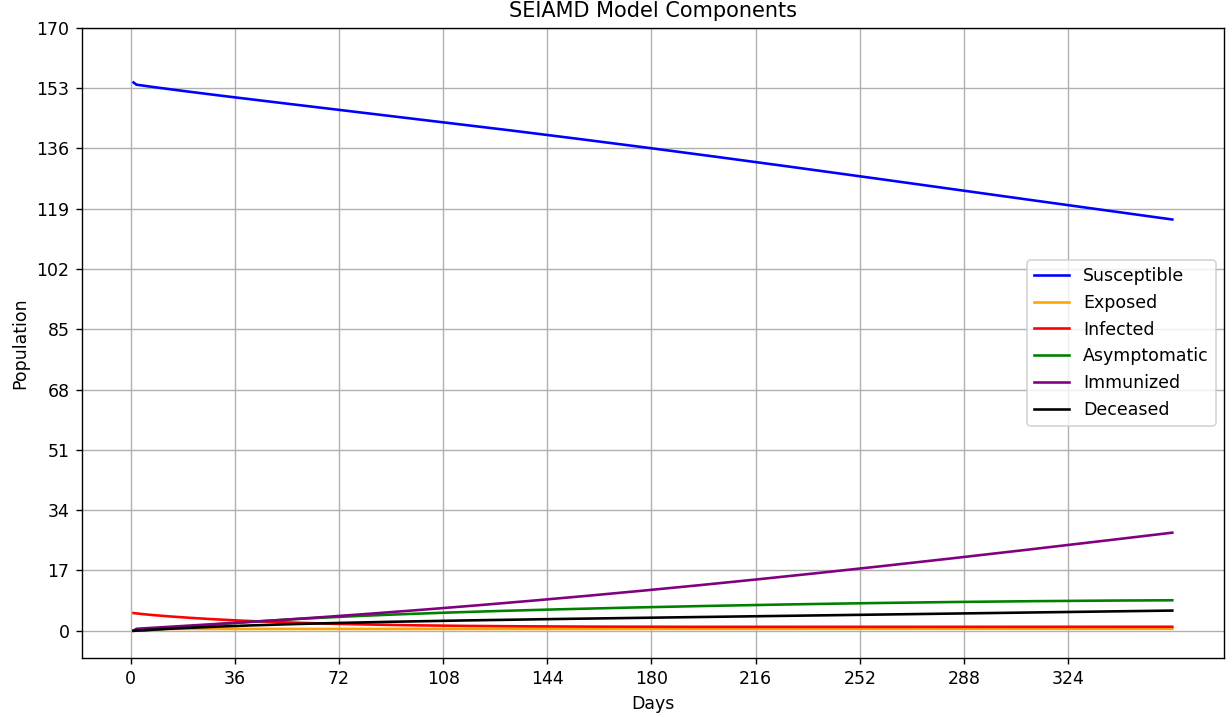 SEIAMD Model Components
170
153
136
119
102
85
68
51
34
17
0
Population
Susceptible
Exposed
Infected
Asymptomatic
Immunized
Deceased
0 36 72 108 144 180 216 252 288 324
Days